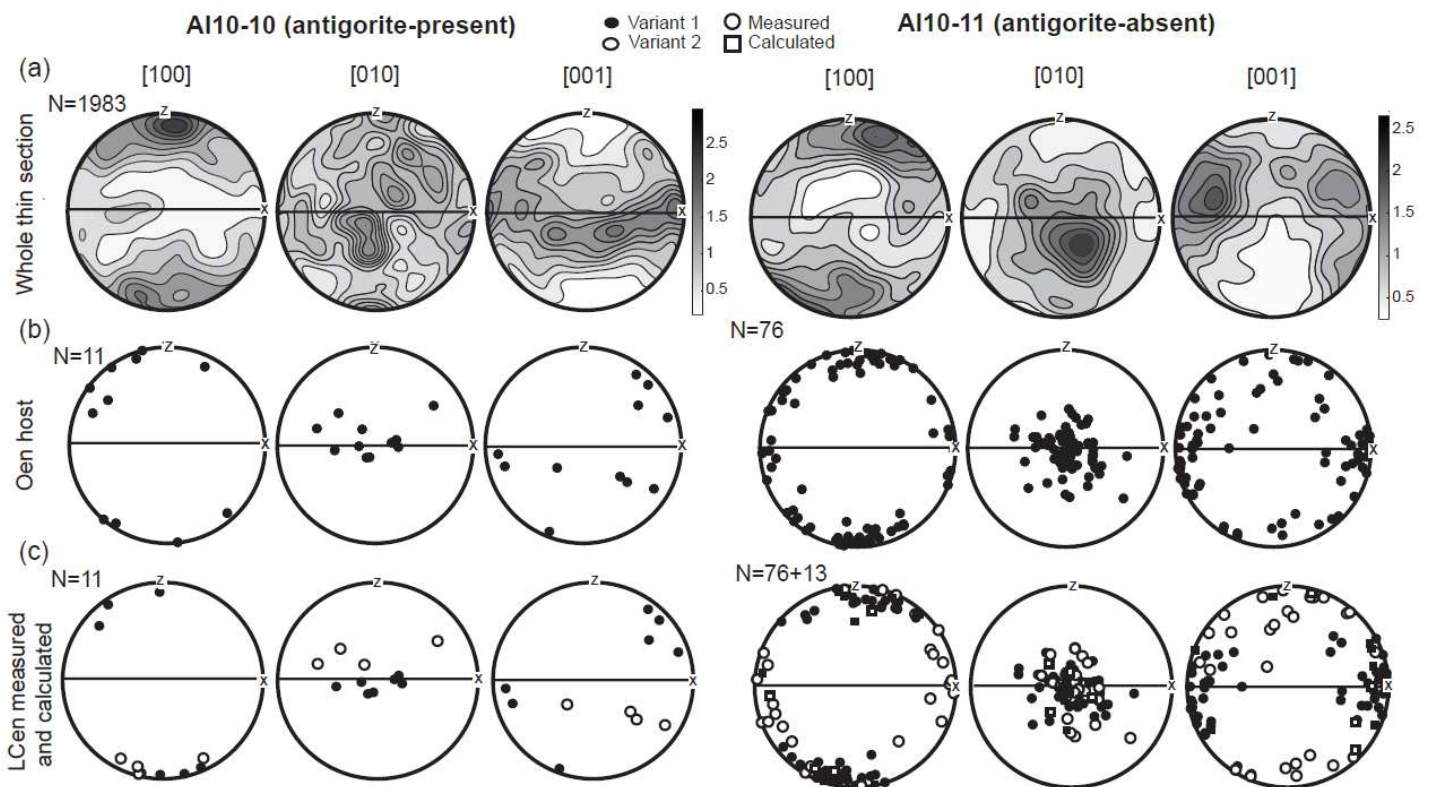 Al10-10 (antigorite-present)
Variant 1
Measured
Variant 2
Calculated
Al10-11 (antigorite-absent)
(a)
[100] [010] [001] [100] [010] [001]
Whole thin section
N=1983
z z z z
x x x x x
2.5
2
1.5
1
0.5
2.5
2
1.5
1
0.5
(b)
Oen host
N=11
N=76
z z z z z z
x x x x x x
(c)
LCen measured
and calculated
N=11
N=76+13
z z z z z z
x x x x x x